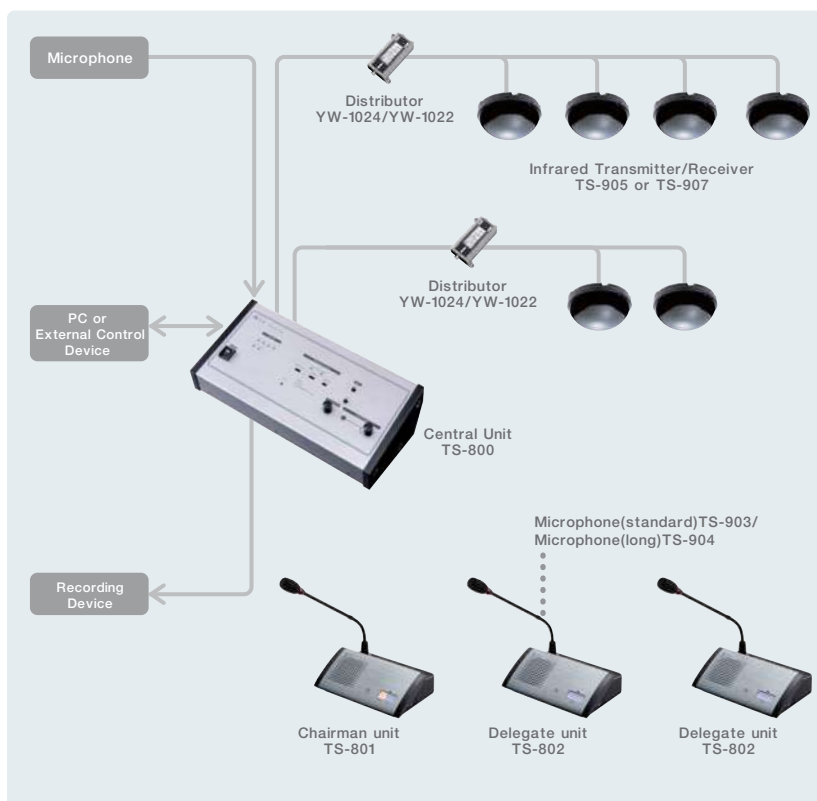 Microphone
Distributor
YW-1024/YW-1022
Infrared Transmitter/Receiver
TS-905 or TS-907
Distributor
YW-1024/YW-1022
PC or
External Control
Device
Central Unit
TS-800
Microphone(standard)TS-903/
Microphone(long)TS-904
Recording
Device
Chairman unit
TS-801
Delegate unit
TS-802
Delegate unit
TS-802